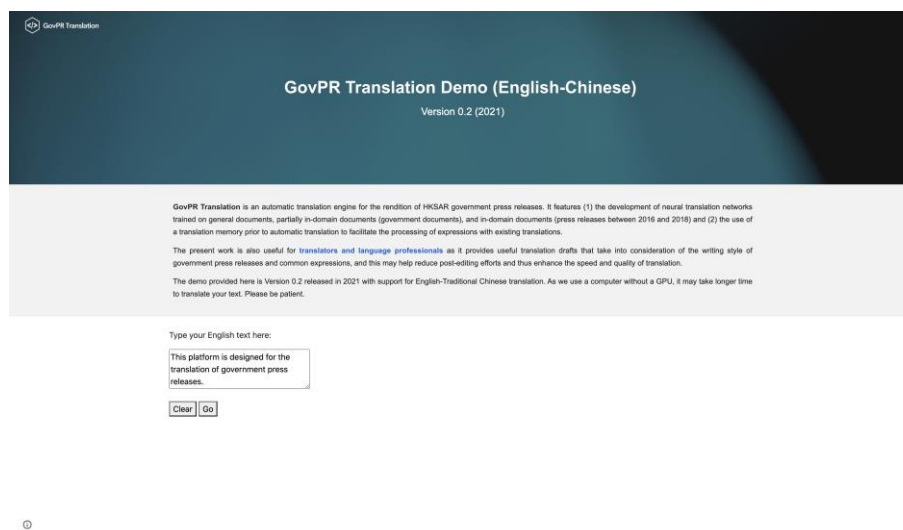 </> GovPR Translation
GovPR Translation Demo (English-Chinese)
Version 0.2 (2021)
GovPR Translation is an automatic translation engine for the rendition of HKSAR government press releases. It features (1) the development of neural translation networks
trained on general documents, partially in-domain documents (government documents), and in-domain documents (press releases between 2016 and 2018) and (2) the use of
a translation memory prior to automatic translation to facilitate the processing of expressions with existing translations.
The present work is also useful for translators and language professionals as it provides useful translation drafts that take into consideration of the writing style of
government press releases and common expressions, and this may help reduce post-editing efforts and thus enhance the speed and quality of translation.
The demo provided here is Version 0.2 released in 2021 with support for English-Traditional Chinese translation. As we use a computer without a GPU, it may take longer time
to translate your text. Please be patient.
Type your English text here:
This platform is designed for the
translation of government press
releases.
Clear Go